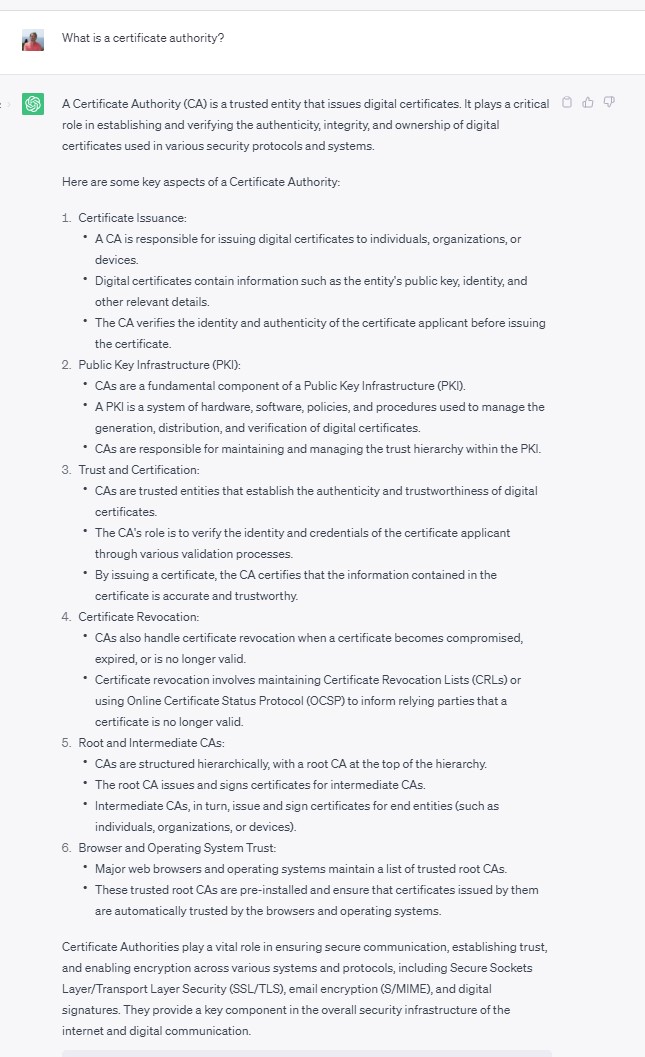 What is a certificate authority?
A Certificate Authority (CA) is a trusted entity that issues digital certificates. It plays a critical
role in establishing and verifying the authenticity, integrity, and ownership of digital
certificates used in various security protocols and systems.
Here are some key aspects of a Certificate Authority:
1. Certificate Issuance:
• A CA is responsible for issuing digital certificates to individuals, organizations, or
devices.
• Digital certificates contain information such as the entity's public key, identity, and
other relevant details.
• The CA verifies the identity and authenticity of the certificate applicant before issuing
the certificate.
2. Public Key Infrastructure (PKI):
• CAs are a fundamental component of a Public Key Infrastructure (PKI).
• A PKI is a system of hardware, software, policies, and procedures used to manage the
generation, distribution, and verification of digital certificates.
• CAs are responsible for maintaining and managing the trust hierarchy within the PKI.
3. Trust and Certification:
• CAs are trusted entities that establish the authenticity and trustworthiness of digital
certificates.
• The CA's role is to verify the identity and credentials of the certificate applicant
through various validation processes.
• By issuing a certificate, the CA certifies that the information contained in the
certificate is accurate and trustworthy.
4. Certificate Revocation:
• CAs also handle certificate revocation when a certificate becomes compromised,
expired, or is no longer valid.
• Certificate revocation involves maintaining Certificate Revocation Lists (CRLs) or
using Online Certificate Status Protocol (OCSP) to inform relying parties that a
certificate is no longer valid.
5. Root and Intermediate CAs:
• CAs are structured hierarchically, with a root CA at the top of the hierarchy.
• The root CA issues and signs certificates for intermediate CAs.
• Intermediate CAs, in turn, issue and sign certificates for end entities (such as
individuals, organizations, or devices).
6. Browser and Operating System Trust:
• Major web browsers and operating systems maintain a list of trusted root CAs.
• These trusted root CAs are pre-installed and ensure that certificates issued by them
are automatically trusted by the browsers and operating systems.
Certificate Authorities play a vital role in ensuring secure communication, establishing trust,
and enabling encryption across various systems and protocols, including Secure Sockets
Layer/Transport Layer Security (SSL/TLS), email encryption (S/MIME), and digital
signatures. They provide a key component in the overall security infrastructure of the
internet and digital communication.